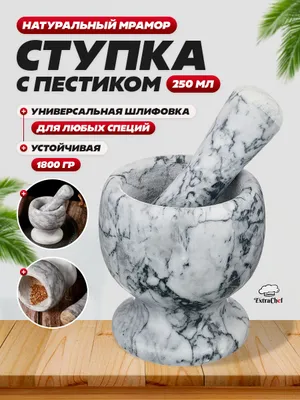 НАТУРАЛЬНЫЙ МРАМОР
СТУПКА
С ПЕСТИКОМ
250 МЛ
УНИВЕРСАЛЬНАЯ ШЛИФОВКА
ДЛЯ ЛЮБЫХ СПЕЦИЙ
УСТОЙЧИВАЯ
1800 ГР
ExtraChef